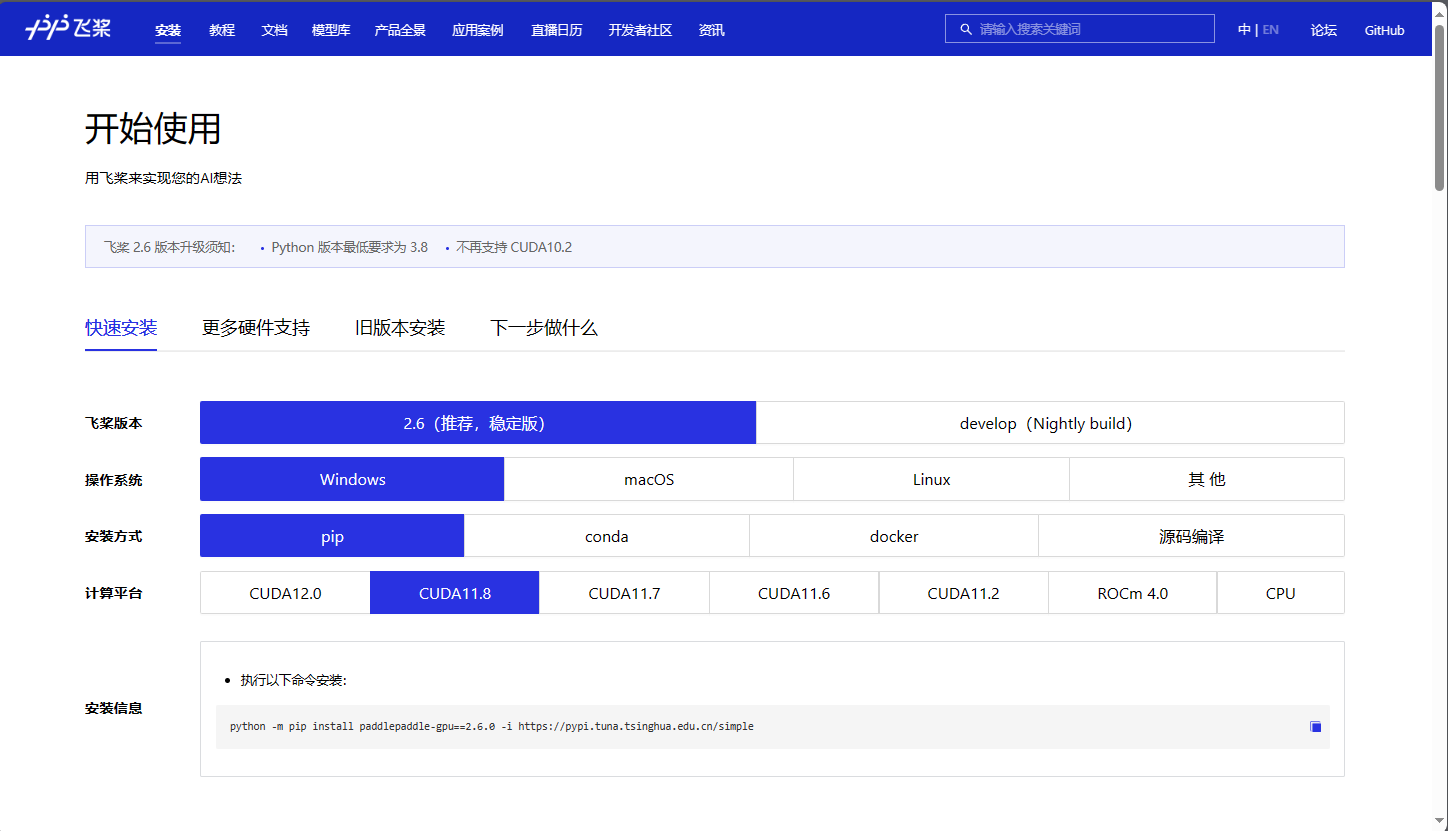 飞桨 安装 教程 文档 模型库 产品全景 应用案例 直播日历 开发者社区 资讯 请输入搜索关键词 中 | EN 论坛 GitHub
开始使用
用飞桨来实现您的AI想法
飞桨 2.6 版本升级须知: • Python 版本最低要求为 3.8 • 不再支持 CUDA10.2
快速安装 更多硬件支持 旧版本安装 下一步做什么
飞桨版本 2.6（推荐，稳定版） develop（Nightly build）
操作系统 Windows macOS Linux 其 他
安装方式 pip conda docker 源码编译
计算平台 CUDA12.0 CUDA11.8 CUDA11.7 CUDA11.6 CUDA11.2 ROCm 4.0 CPU
• 执行以下命令安装:
安装信息
python -m pip install paddlepaddle-gpu==2.6.0 -i https://pypi.tuna.tsinghua.edu.cn/simple